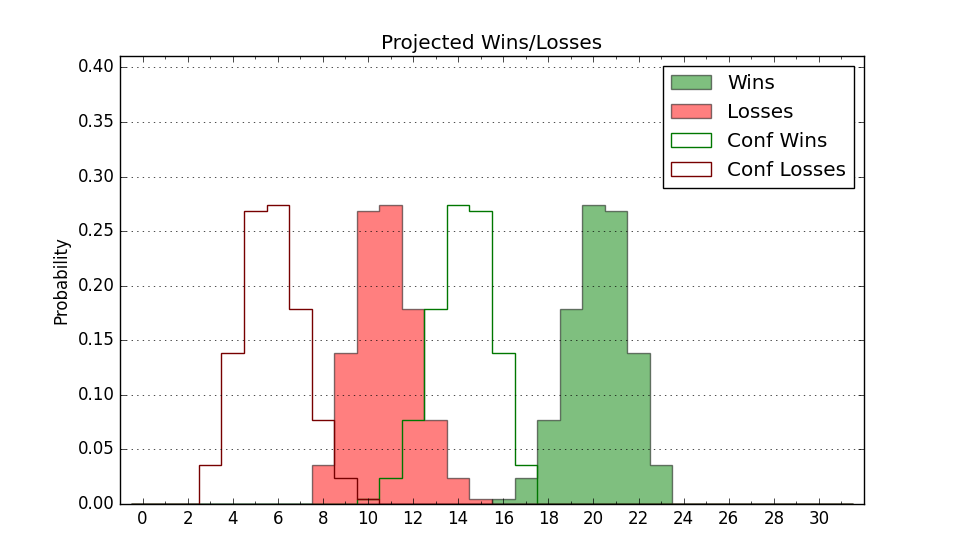 Projected Wins/Losses
0.40
0.35
0.30
0.25
0.20
0.15
0.10
0.05
0.00
Probability
Wins
Losses
Conf Wins
Conf Losses
0 2 4 6 8 10 12 14 16 18 20 22 24 26 28 30